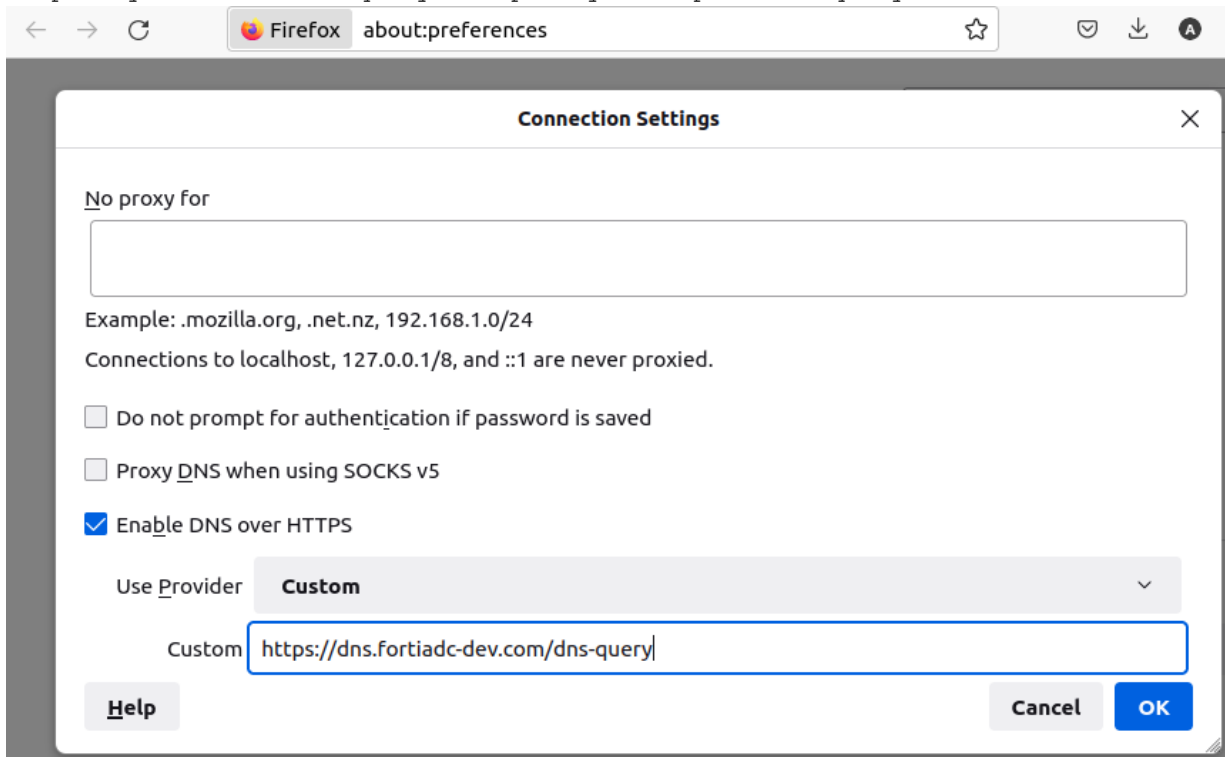 Firefox about:preferences A
Connection Settings
No proxy for
Example: .mozilla.org, .net.nz, 192.168.1.0/24
Connections to localhost, 127.0.0.1/8, and ::1 are never proxied.
Do not prompt for authentication if password is saved
Proxy DNS when using SOCKS v5
Enable DNS over HTTPS
Use Provider Custom
Custom https://dns.fortiadc-dev.com/dns-query
Help Cancel OK